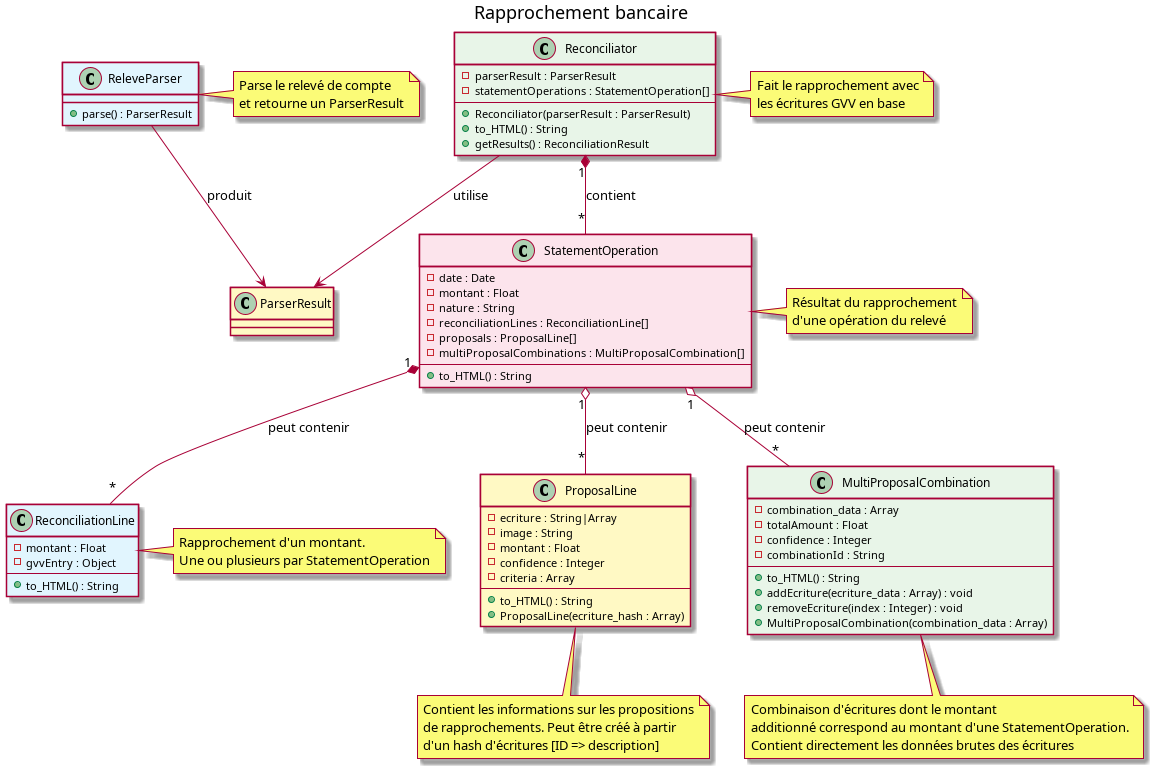 Rapprochement bancaire
C ReleveParser
parse() : ParserResult
Parse le relevé de compte
et retourne un ParserResult
C Reconciliator
parserResult : ParserResult
statementOperations : StatementOperation[]
Reconciliator(parserResult : ParserResult)
to_HTML() : String
getResults() : ReconciliationResult
Fait le rapprochement avec
les écritures GVV en base
produit
utilise
1
contient
*
C ParserResult
C StatementOperation
date : Date
montant : Float
nature : String
reconciliationLines : ReconciliationLine[]
proposals : ProposalLine[]
multiProposalCombinations : MultiProposalCombination[]
to_HTML() : String
Résultat du rapprochement
d'une opération du relevé
1
peut contenir
*
1
peut contenir
*
1
peut contenir
*
C ReconciliationLine
montant : Float
gvvEntry : Object
to_HTML() : String
Rapprochement d'un montant.
Une ou plusieurs par StatementOperation
C ProposalLine
ecriture : String|Array
image : String
montant : Float
confidence : Integer
criteria : Array
to_HTML() : String
ProposalLine(ecriture_hash : Array)
C MultiProposalCombination
combination_data : Array
totalAmount : Float
confidence : Integer
combinationId : String
to_HTML() : String
addEcriture(ecriture_data : Array) : void
removeEcriture(index : Integer) : void
MultiProposalCombination(combination_data : Array)
Contient les informations sur les propositions
de rapprochements. Peut être créé à partir
d'un hash d'écritures [ID => description]
Combinaison d'écritures dont le montant
additionné correspond au montant d'une StatementOperation.
Contient directement les données brutes des écritures